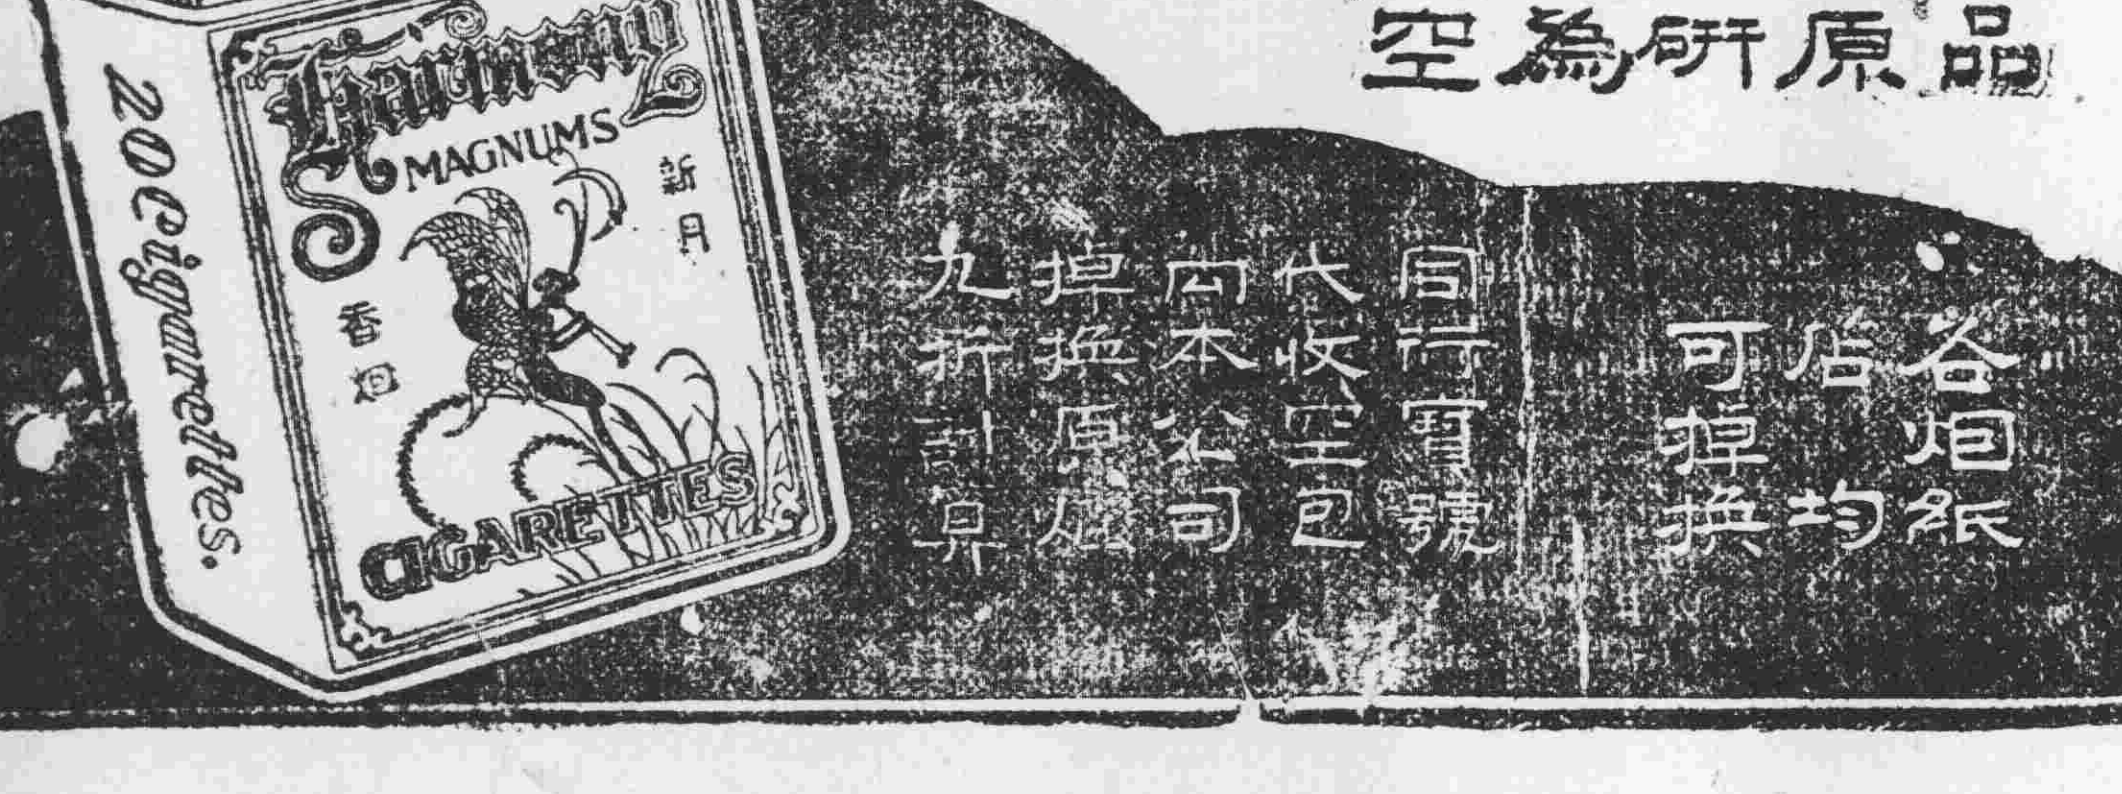 品
原
研
為
空
各烟紙
店均
可掉換
同行寶號
代收空包
向本公司
掉換原廠
九折計算
Harmony
MAGNUMS
新月
香烟
CIGARETTES
20 Cigarettes.